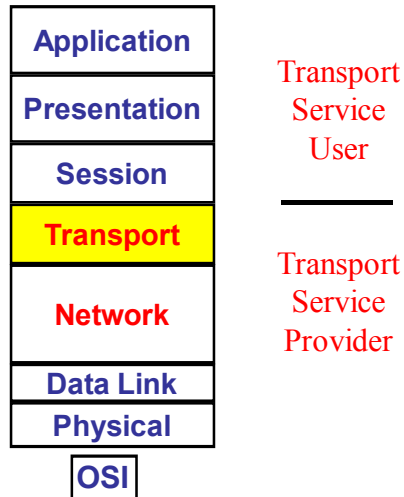 Application
Presentation
Session
Transport
Network
Data Link
Physical
OSI
Transport
Service
User
Transport
Service
Provider